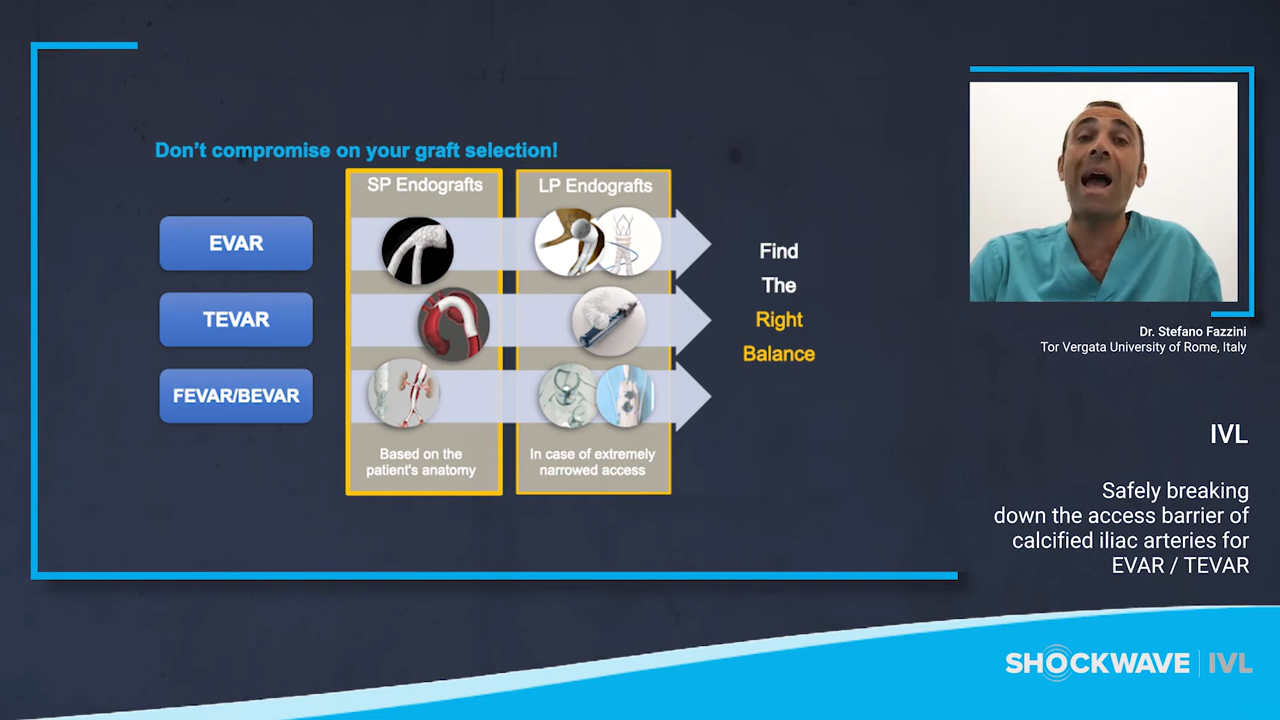 Don't compromise on your graft selection!
SP Endografts
LP Endografts
EVAR
TEVAR
FEVAR/BEVAR
Based on the
patient's anatomy
In case of extremely
narrowed access
Find
The
Right
Balance
Dr. Stefano Fazzini
Tor Vergata University of Rome, Italy
IVL
Safely breaking
down the access barrier of
calcified iliac arteries for
EVAR / TEVAR
SHOCKWAVE | IVL